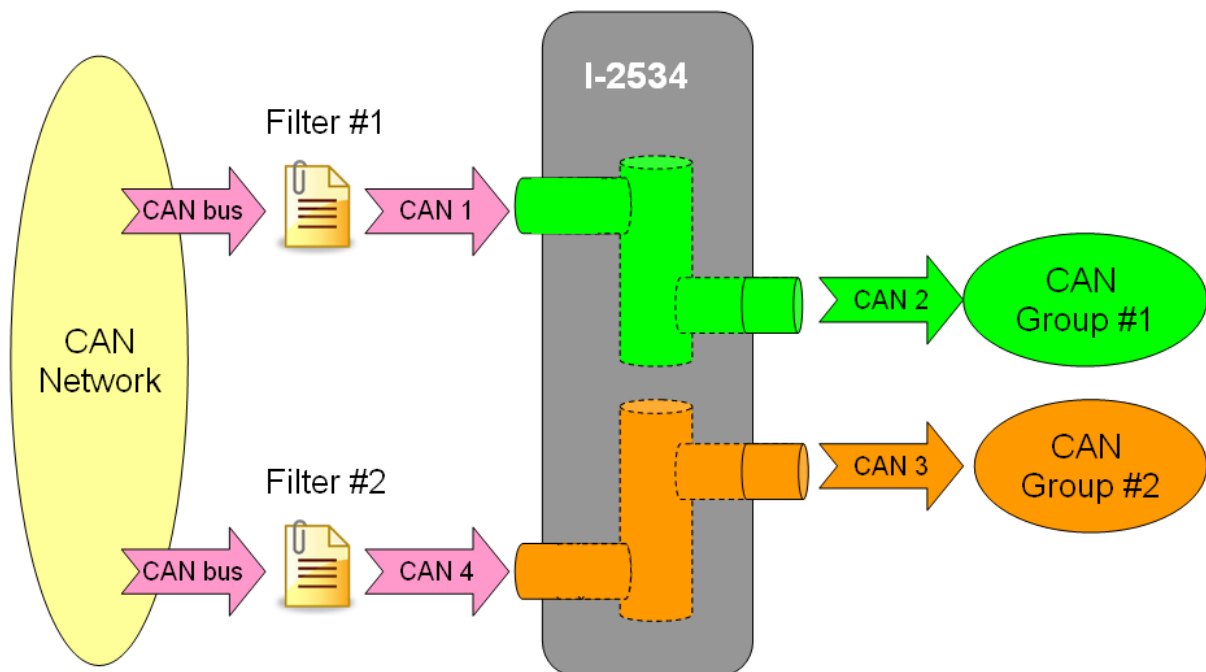 I-2534
Filter #1
CAN bus
CAN 1
CAN 2
CAN
Group #1
CAN
Network
CAN 3
CAN
Group #2
Filter #2
CAN bus
CAN 4